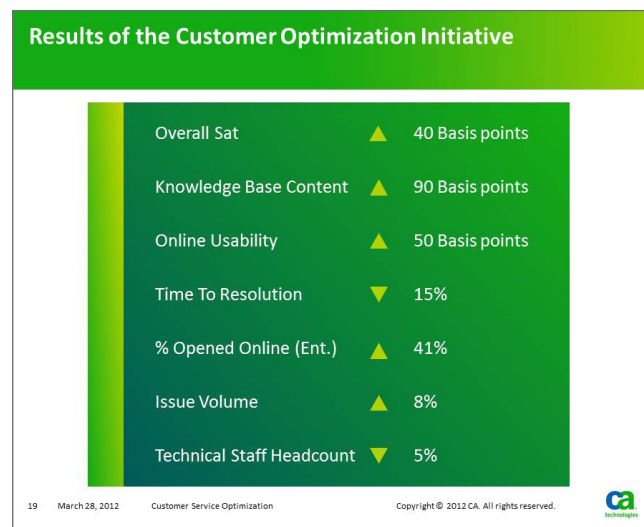 Results of the Customer Optimization Initiative
Overall Sat ▲ 40 Basis points
Knowledge Base Content ▲ 90 Basis points
Online Usability ▲ 50 Basis points
Time To Resolution ▼ 15%
% Opened Online (Ent.) ▲ 41%
Issue Volume ▲ 8%
Technical Staff Headcount ▼ 5%
19 March 28, 2012 Customer Service Optimization Copyright © 2012 CA. All rights reserved.
ca
technologies